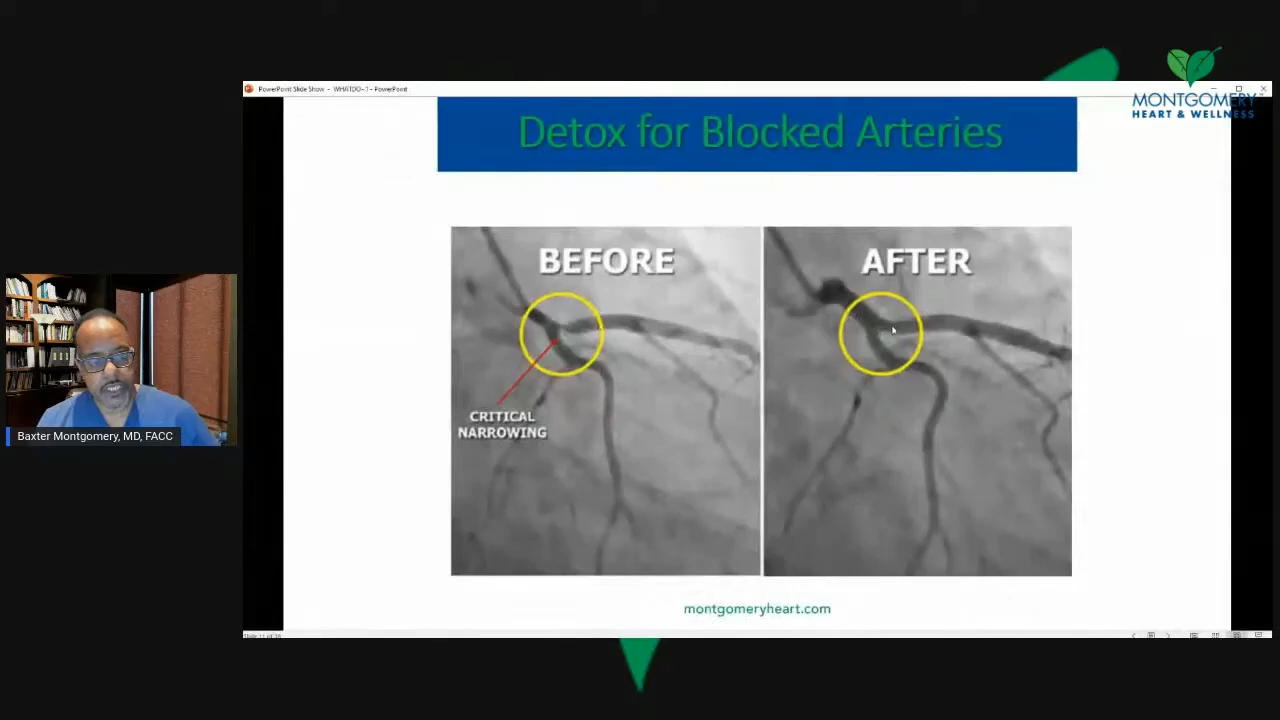 PowerPoint Slide Show - WHATDO~1 - PowerPoint
MONTGOMERY
HEART & WELLNESS
Detox for Blocked Arteries
BEFORE
AFTER
CRITICAL
NARROWING
Baxter Montgomery, MD, FACC
montgomeryheart.com